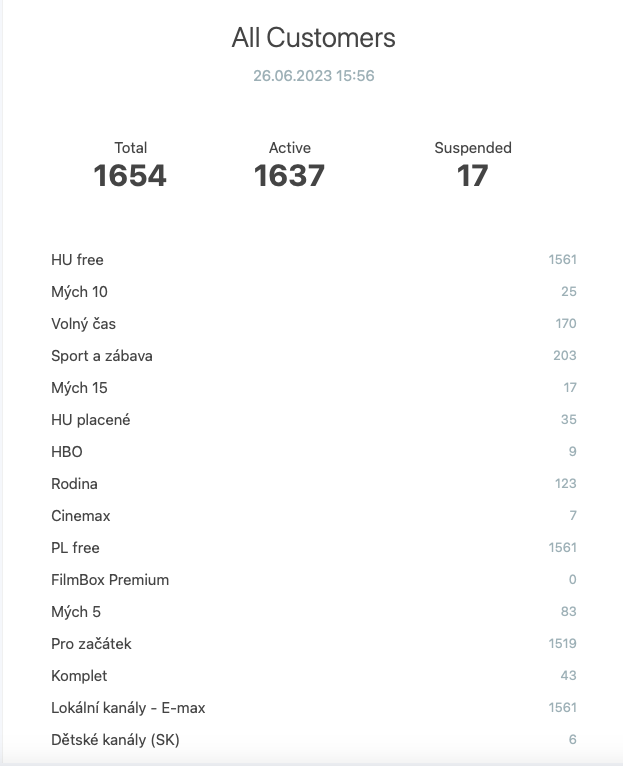 All Customers
26.06.2023 15:56
Total Active Suspended
1654 1637 17
HU free 1561
Mých 10 25
Volný čas 170
Sport a zábava 203
Mých 15 17
HU placené 35
HBO 9
Rodina 123
Cinemax 7
PL free 1561
FilmBox Premium 0
Mých 5 83
Pro začátek 1519
Komplet 43
Lokální kanály - E-max 1561
Dětské kanály (SK) 6